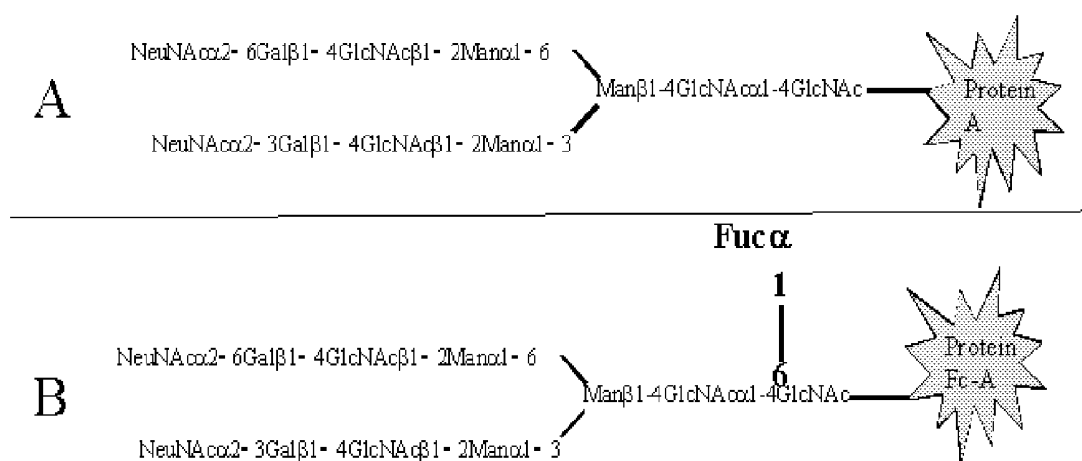 NeuNAcα2- 6Galβ1- 4GlcNAcβ1- 2Manα1- 6
A
Manβ1-4GlcNAcα1-4GlcNAc
Protein
A
NeuNAcα2- 3Galβ1- 4GlcNAcβ1- 2Manα1- 3
Fucα
1
6
NeuNAcα2- 6Galβ1- 4GlcNAcβ1- 2Manα1- 6
B
Manβ1-4GlcNAcα1-4GlcNAc
Protein
Fc-A
NeuNAcα2- 3Galβ1- 4GlcNAcβ1- 2Manα1- 3